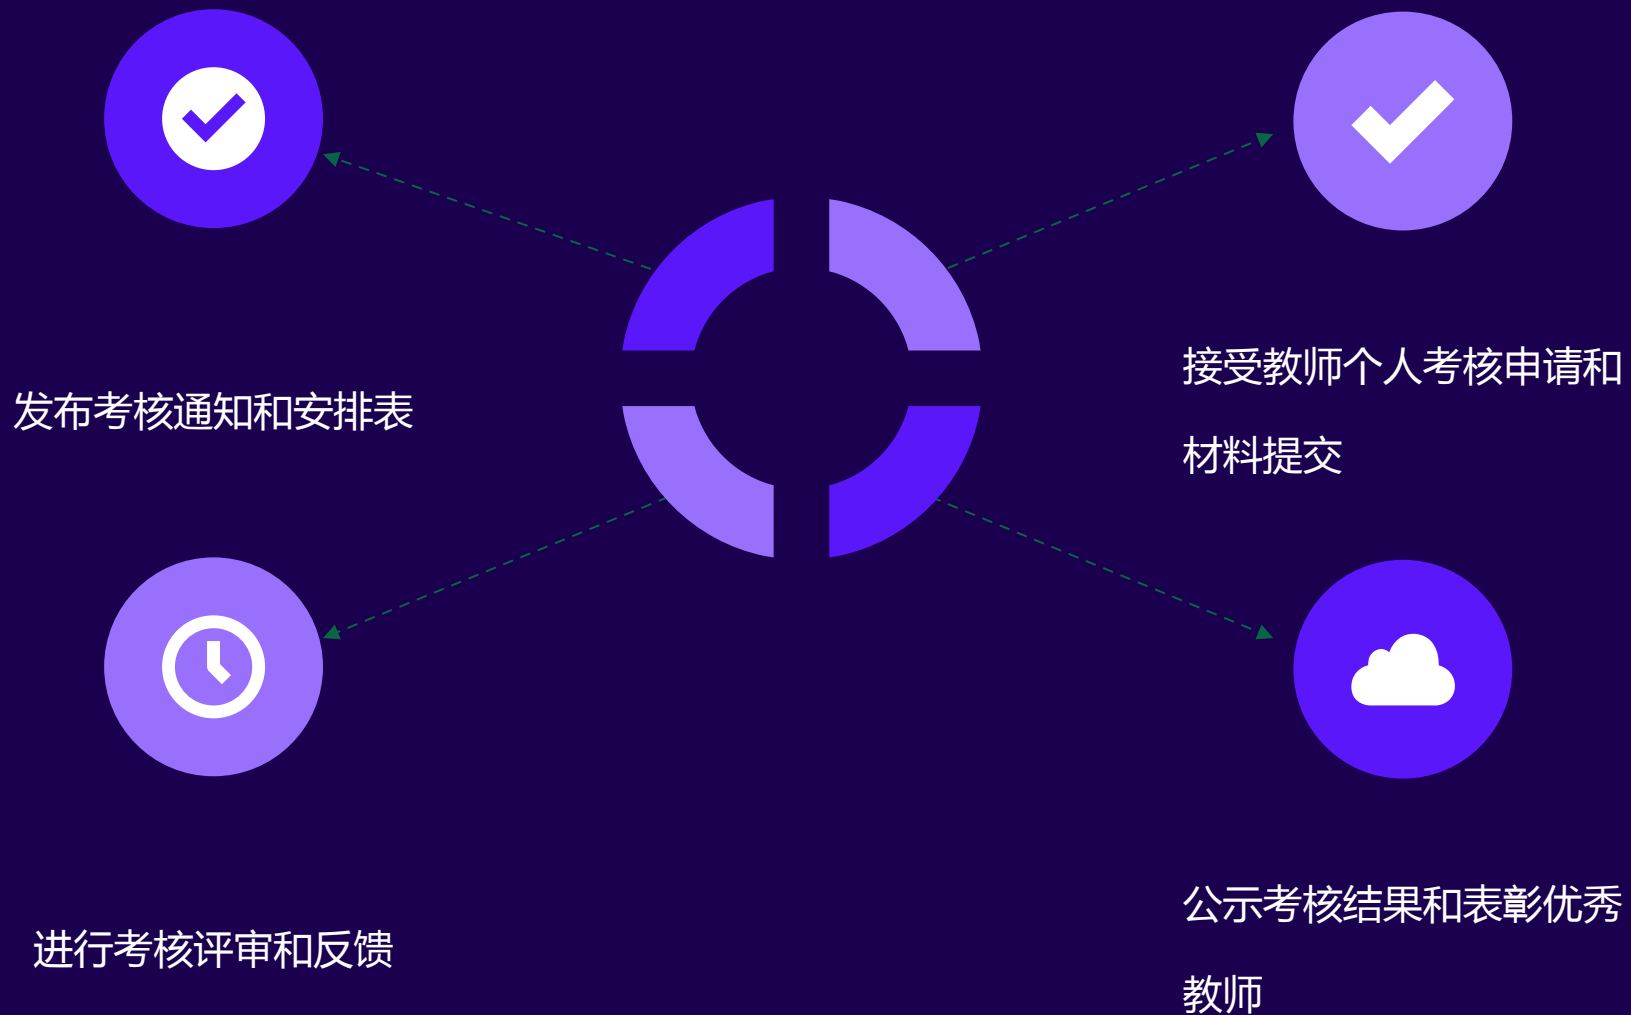 发布考核通知和安排表
接受教师个人考核申请和
材料提交
进行考核评审和反馈
公示考核结果和表彰优秀
教师